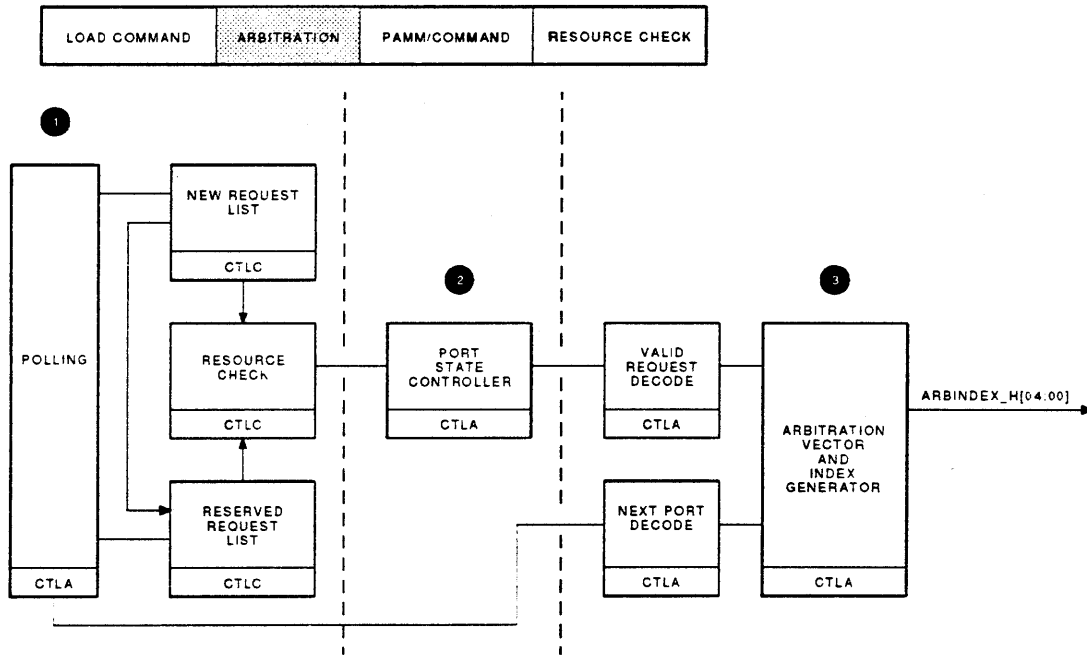 LOAD COMMAND ARBITRATION PAMM/COMMAND RESOURCE CHECK
1
NEW REQUEST
LIST
CTLC
2
3
POLLING
RESOURCE
CHECK
CTLC
PORT
STATE
CONTROLLER
CTLA
VALID
REQUEST
DECODE
CTLA
ARBITRATION
VECTOR
AND
INDEX
GENERATOR
ARBINDEX_H[04:00]
RESERVED
REQUEST
LIST
CTLC
NEXT PORT
DECODE
CTLA
CTLA
CTLA